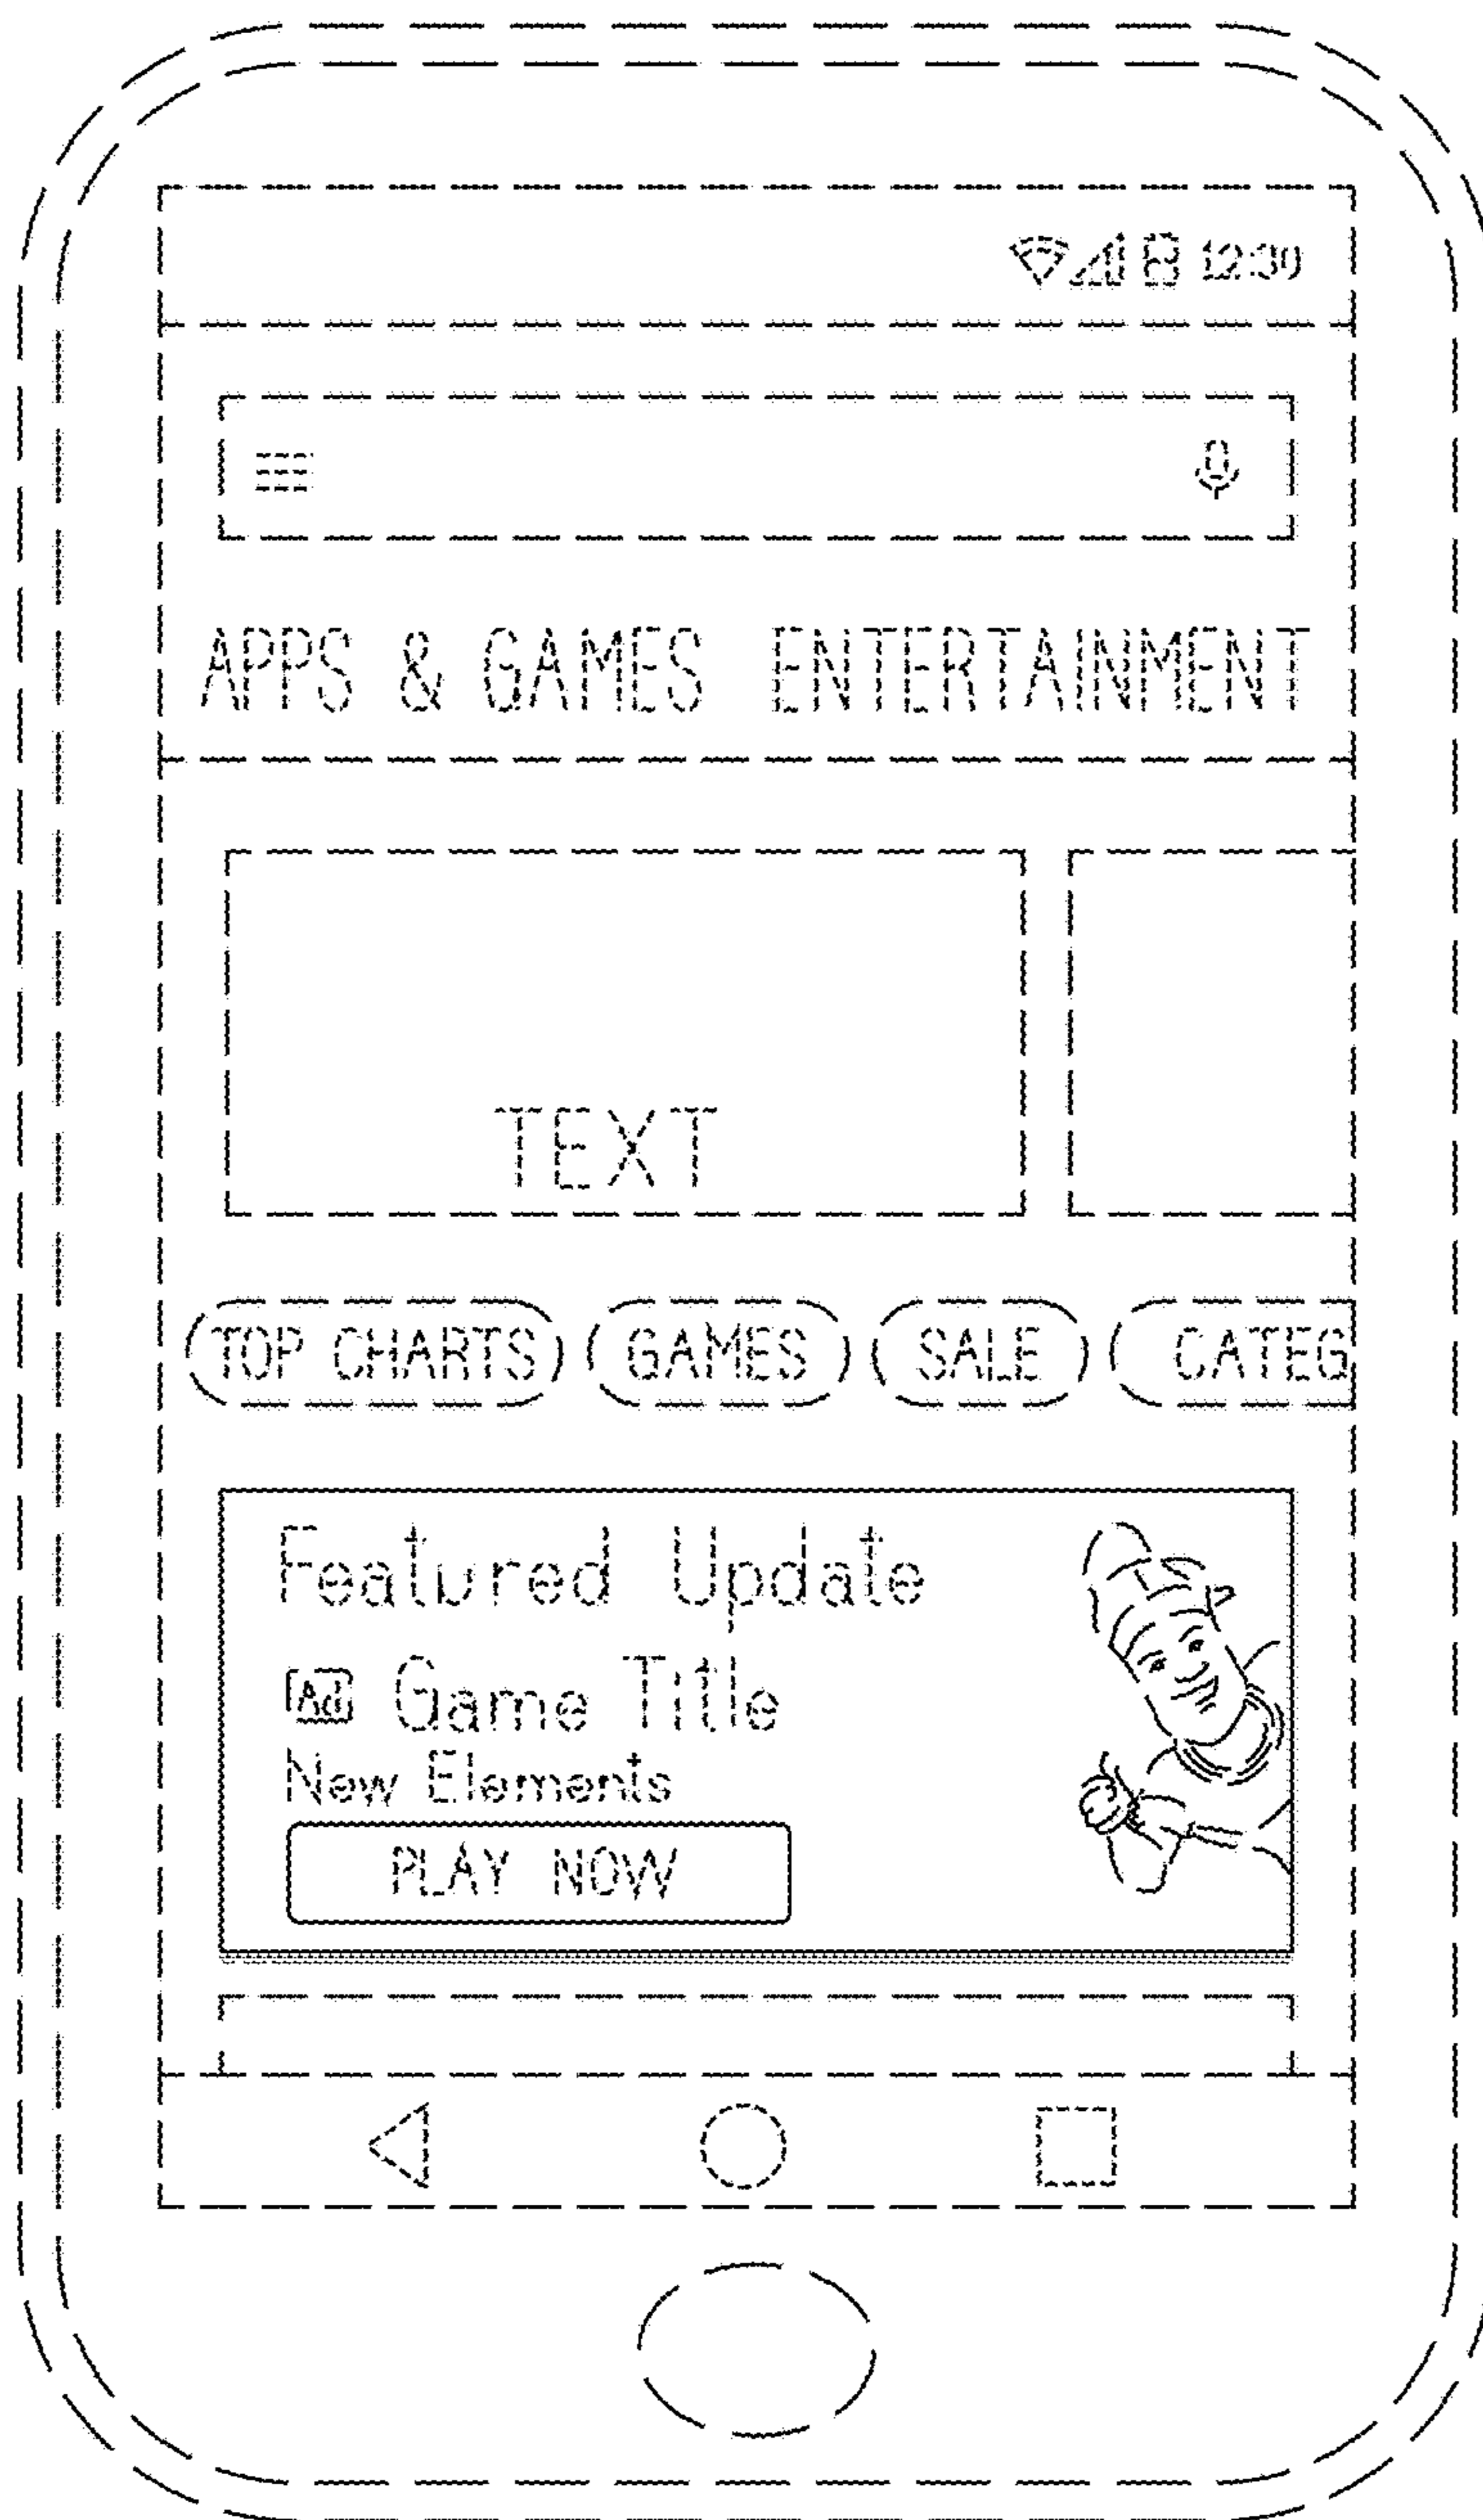 12:30
APPS & GAMES ENTERTAINMENT
TEXT
TOP CHARTS GAMES SALE CATEG
Featured Update
Ad Game Title
New Elements
PLAY NOW